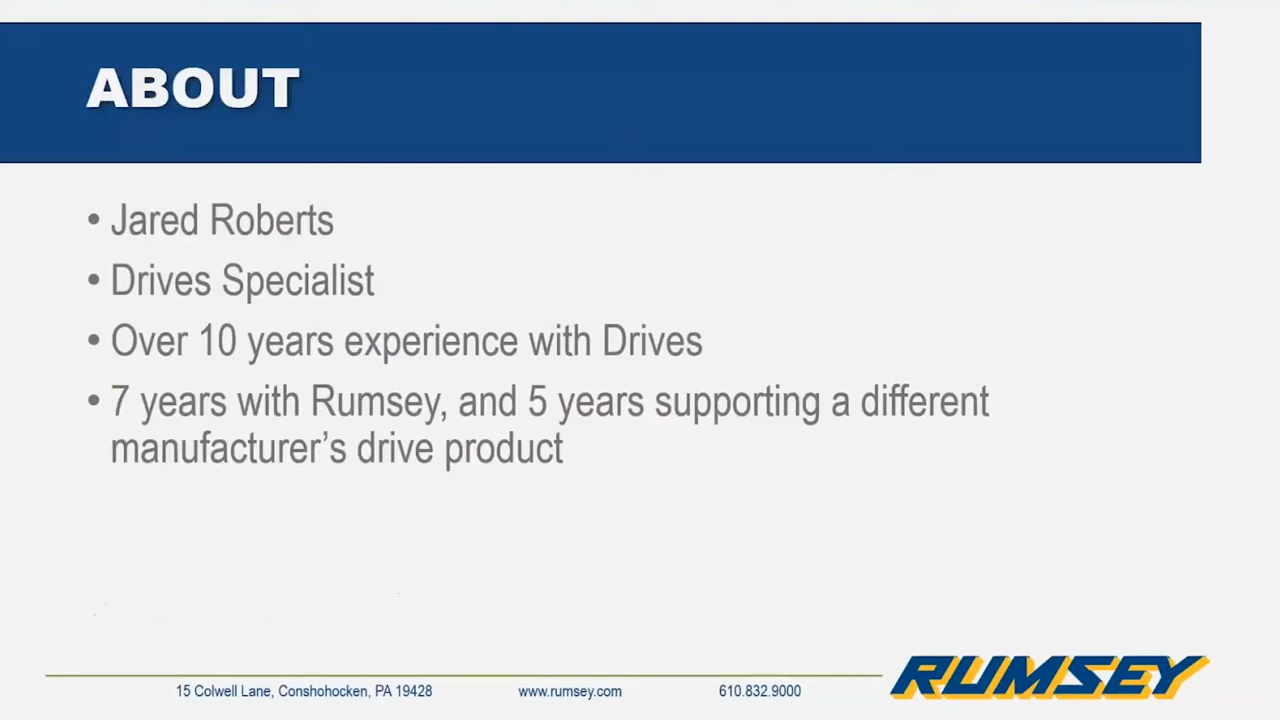 ABOUT
• Jared Roberts
• Drives Specialist
• Over 10 years experience with Drives
• 7 years with Rumsey, and 5 years supporting a different
manufacturer’s drive product
15 Colwell Lane, Conshohocken, PA 19428 www.rumsey.com 610.832.9000
RUMSEY